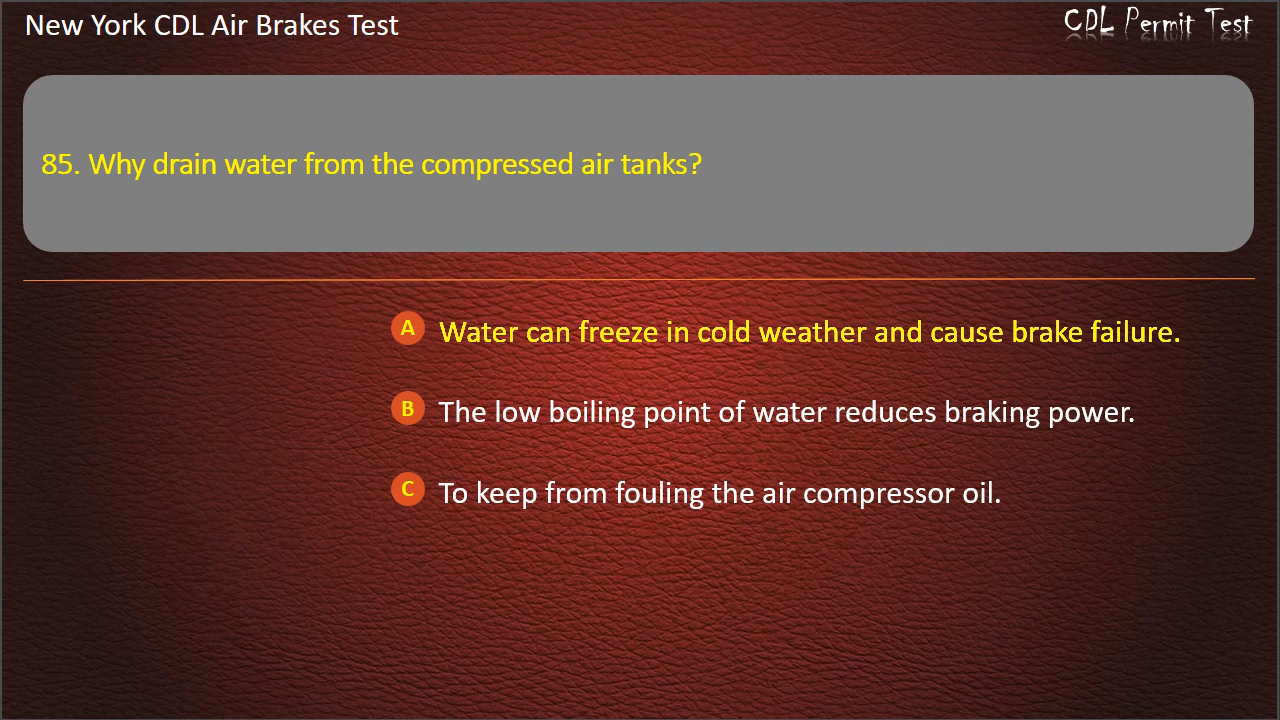 New York CDL Air Brakes Test
CDL Permit Test
85. Why drain water from the compressed air tanks?
A Water can freeze in cold weather and cause brake failure.
B The low boiling point of water reduces braking power.
C To keep from fouling the air compressor oil.